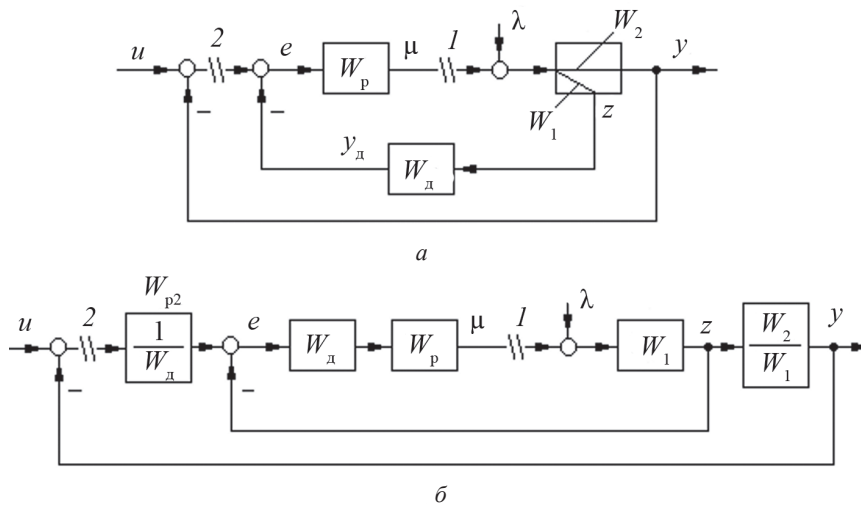 u 2 e W_р μ 1 λ W_2 y
W_1 z
y_д W_д
а
W_р2
u 2 1/W_д e W_д W_р μ 1 λ W_1 z W_2/W_1 y
б